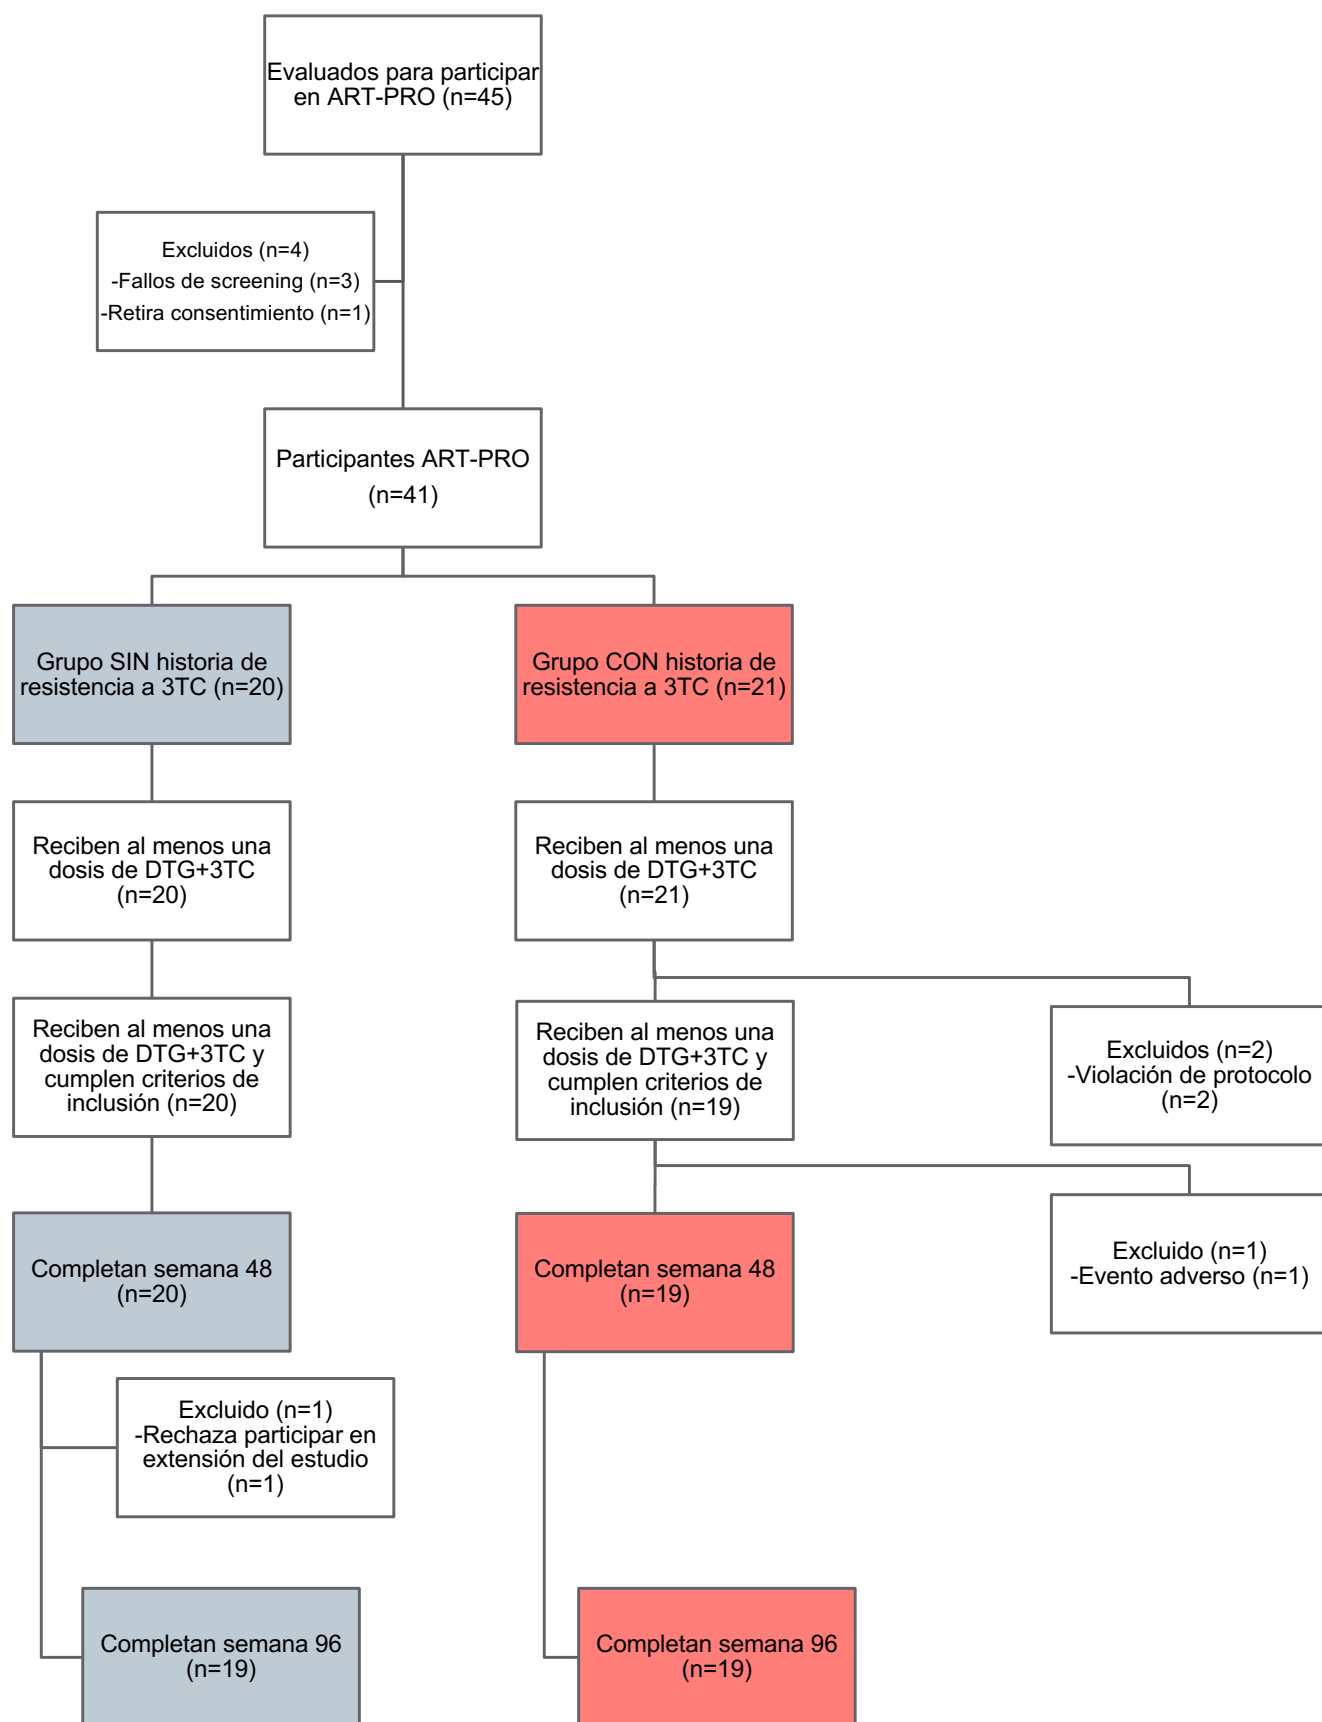 Evaluados para participar
en ART-PRO (n=45)
Excluidos (n=4)
-Fallos de screening (n=3)
-Retira consentimiento (n=1)
Participantes ART-PRO
(n=41)
Grupo SIN historia de
resistencia a 3TC (n=20)
Grupo CON historia de
resistencia a 3TC (n=21)
Reciben al menos una
dosis de DTG+3TC
(n=20)
Reciben al menos una
dosis de DTG+3TC
(n=21)
Reciben al menos una
dosis de DTG+3TC y
cumplen criterios de
inclusión (n=20)
Reciben al menos una
dosis de DTG+3TC y
cumplen criterios de
inclusión (n=19)
Excluidos (n=2)
-Violación de protocolo
(n=2)
Completan semana 48
(n=20)
Completan semana 48
(n=19)
Excluido (n=1)
-Evento adverso (n=1)
Excluido (n=1)
-Rechaza participar en
extensión del estudio
(n=1)
Completan semana 96
(n=19)
Completan semana 96
(n=19)